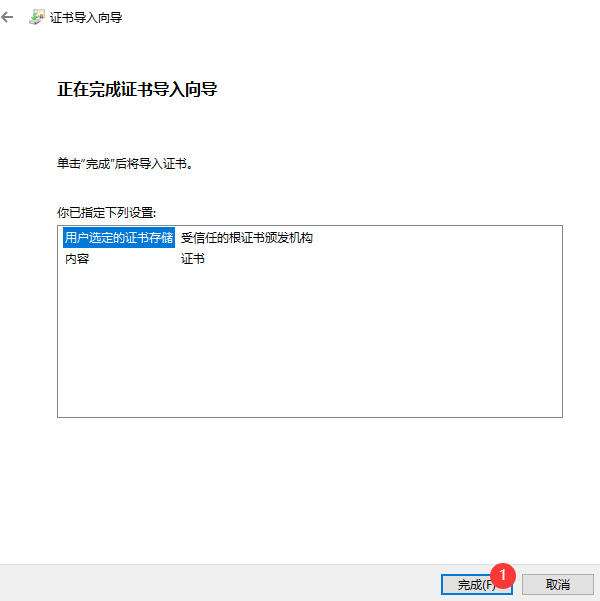 证书导入向导
正在完成证书导入向导
单击“完成”后将导入证书。
你已指定下列设置:
用户选定的证书存储 受信任的根证书颁发机构
内容 证书
完成(F) 1 取消